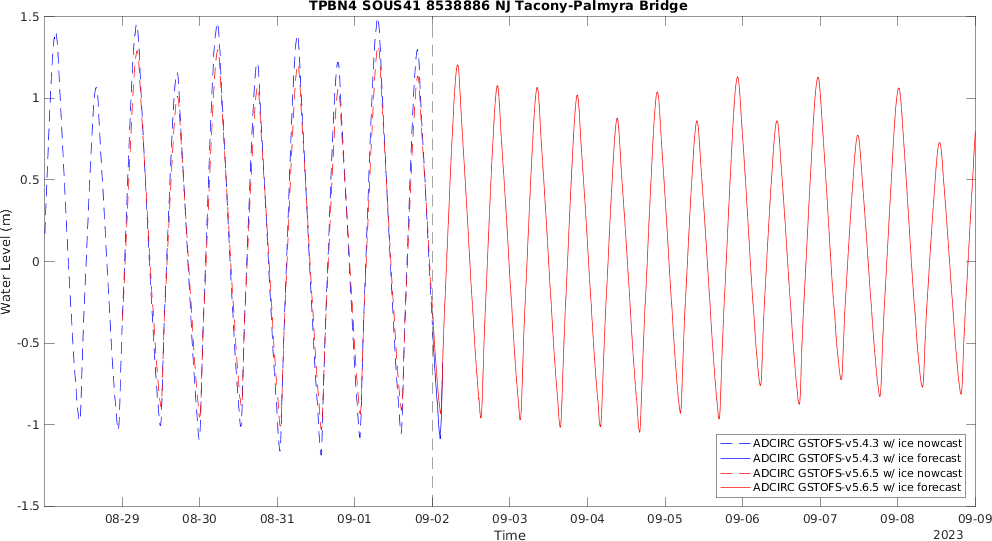 TPBN4 SOUS41 8538886 NJ Tacony-Palmyra Bridge
1.5
1
0.5
0
-0.5
-1
-1.5
Water Level (m)
ADCIRC GSTOFS-v5.4.3 w/ ice nowcast
ADCIRC GSTOFS-v5.4.3 w/ ice forecast
ADCIRC GSTOFS-v5.6.5 w/ ice nowcast
ADCIRC GSTOFS-v5.6.5 w/ ice forecast
08-29 08-30 08-31 09-01 09-02 09-03 09-04 09-05 09-06 09-07 09-08 09-09
Time
2023